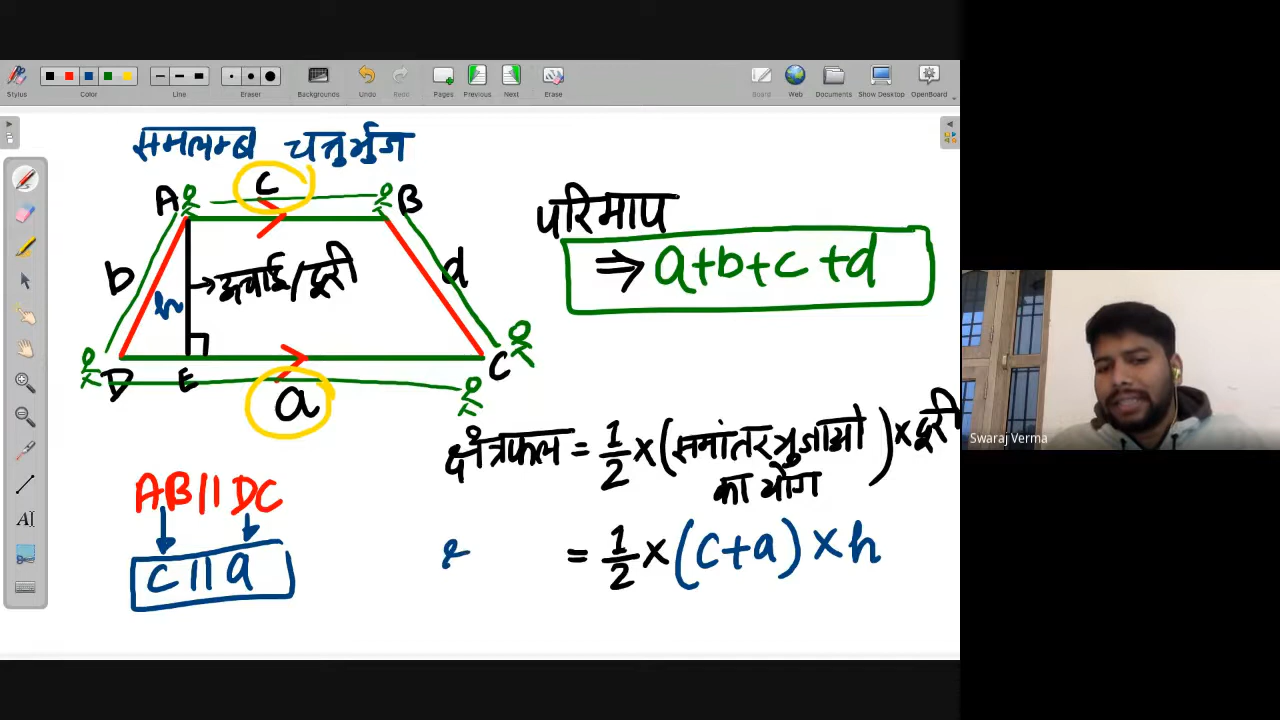 Stylus Color Line Eraser Backgrounds Undo Redo Pages Previous Next Erase Board Web Documents Show Desktop OpenBoard
समलम्ब चतुर्भुज
A c B
परिमाप
⇒ a+b+c+d
b h → ऊचाई/दूरी d
D E C
a
क्षेत्रफल = 1/2 × (समांतर भुजाओ का योग) × दूरी
AB || DC
c || a
= 1/2 × (c+a) × h
Swaraj Verma